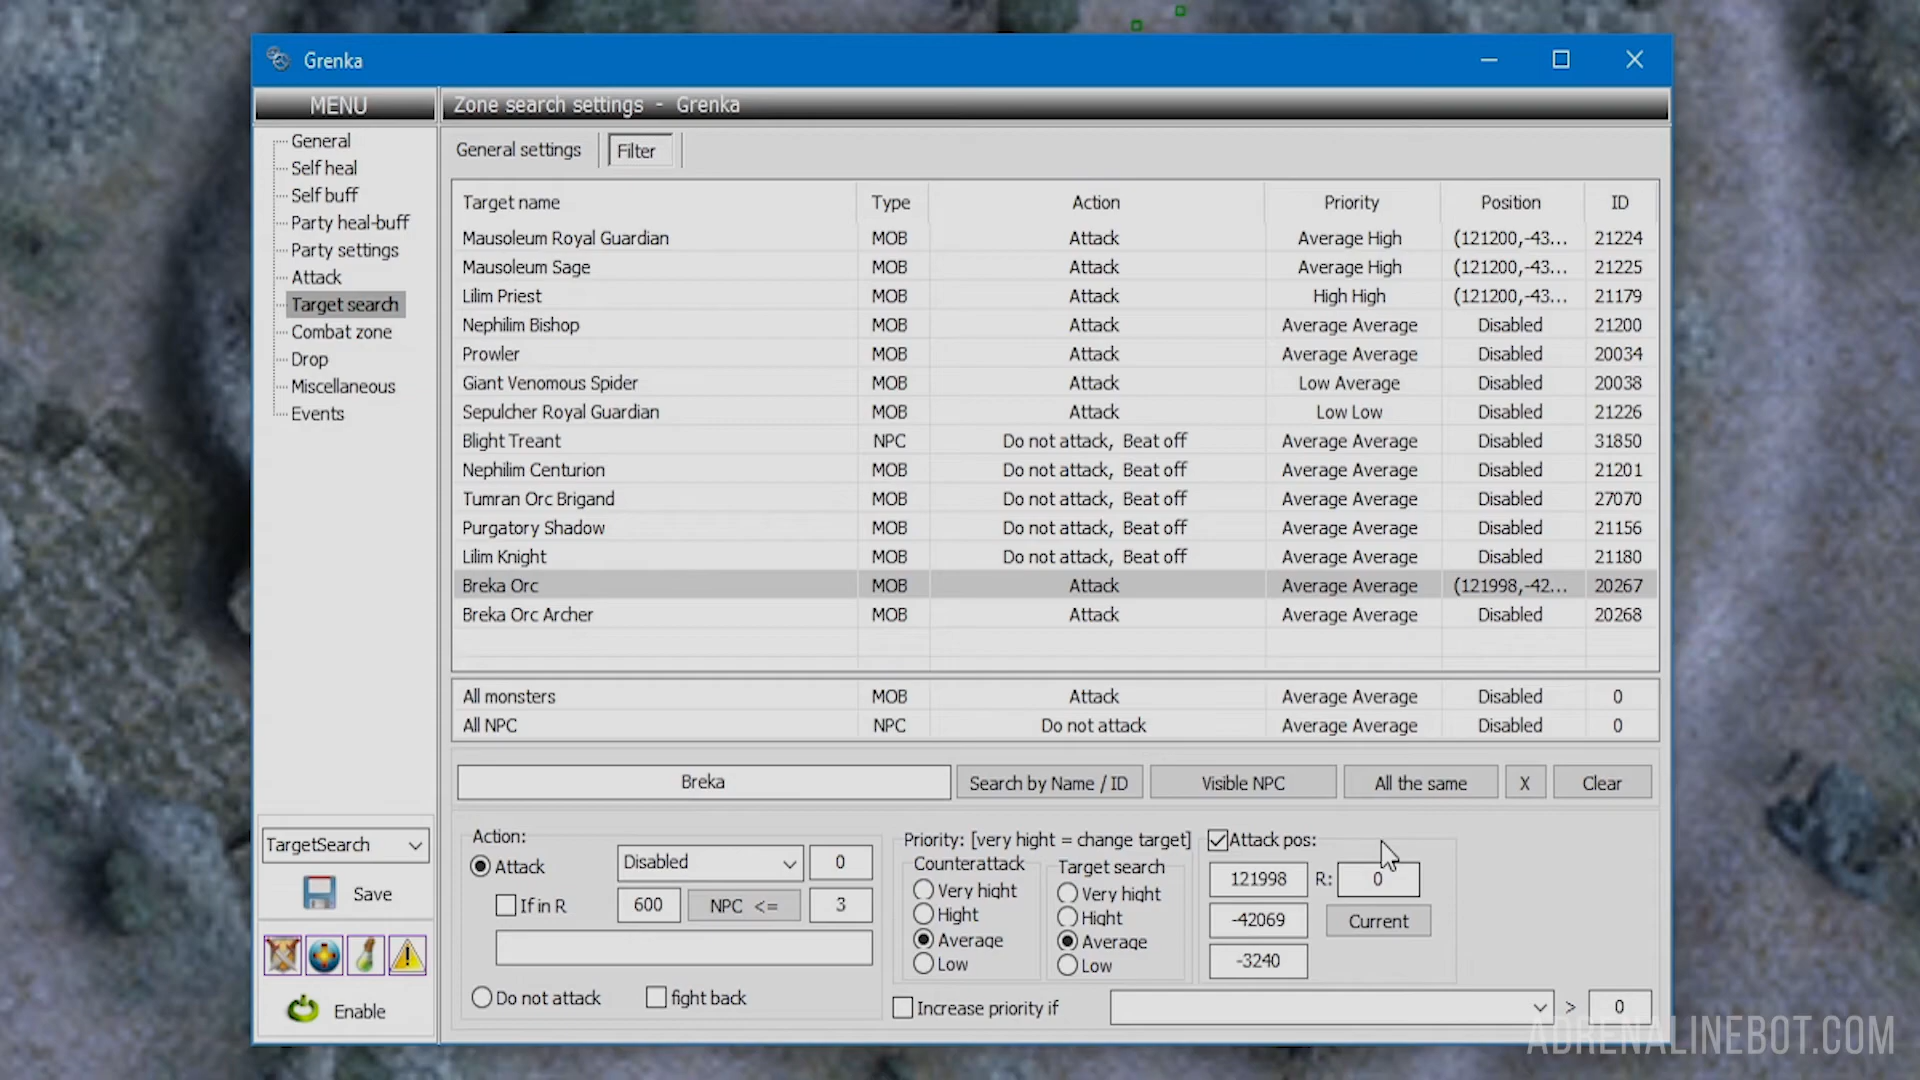 Grenka
MENU
Zone search settings - Grenka
General
Self heal
Self buff
Party heal-buff
Party settings
Attack
Target search
Combat zone
Drop
Miscellaneous
Events
General settings
Filter
Target name Type Action Priority Position ID
Mausoleum Royal Guardian MOB Attack Average High (121200,-43... 21224
Mausoleum Sage MOB Attack Average High (121200,-43... 21225
Lilim Priest MOB Attack High High (121200,-43... 21179
Nephilim Bishop MOB Attack Average Average Disabled 21200
Prowler MOB Attack Average Average Disabled 20034
Giant Venomous Spider MOB Attack Low Average Disabled 20038
Sepulcher Royal Guardian MOB Attack Low Low Disabled 21226
Blight Treant NPC Do not attack, Beat off Average Average Disabled 31850
Nephilim Centurion MOB Do not attack, Beat off Average Average Disabled 21201
Tumran Orc Brigand MOB Do not attack, Beat off Average Average Disabled 27070
Purgatory Shadow MOB Do not attack, Beat off Average Average Disabled 21156
Lilim Knight MOB Do not attack, Beat off Average Average Disabled 21180
Breka Orc MOB Attack Average Average (121998,-42... 20267
Breka Orc Archer MOB Attack Average Average Disabled 20268
All monsters MOB Attack Average Average Disabled 0
All NPC NPC Do not attack Average Average Disabled 0
Breka Search by Name / ID Visible NPC All the same X Clear
TargetSearch
Save
Enable
Action:
Attack Disabled 0
If in R 600 NPC <= 3
Do not attack fight back
Priority: [very hight = change target]
Counterattack
Very hight
Hight
Average
Low
Target search
Very hight
Hight
Average
Low
Attack pos:
121998 R: 0
-42069 Current
-3240
Increase priority if > 0
ADRENALINEBOT.COM